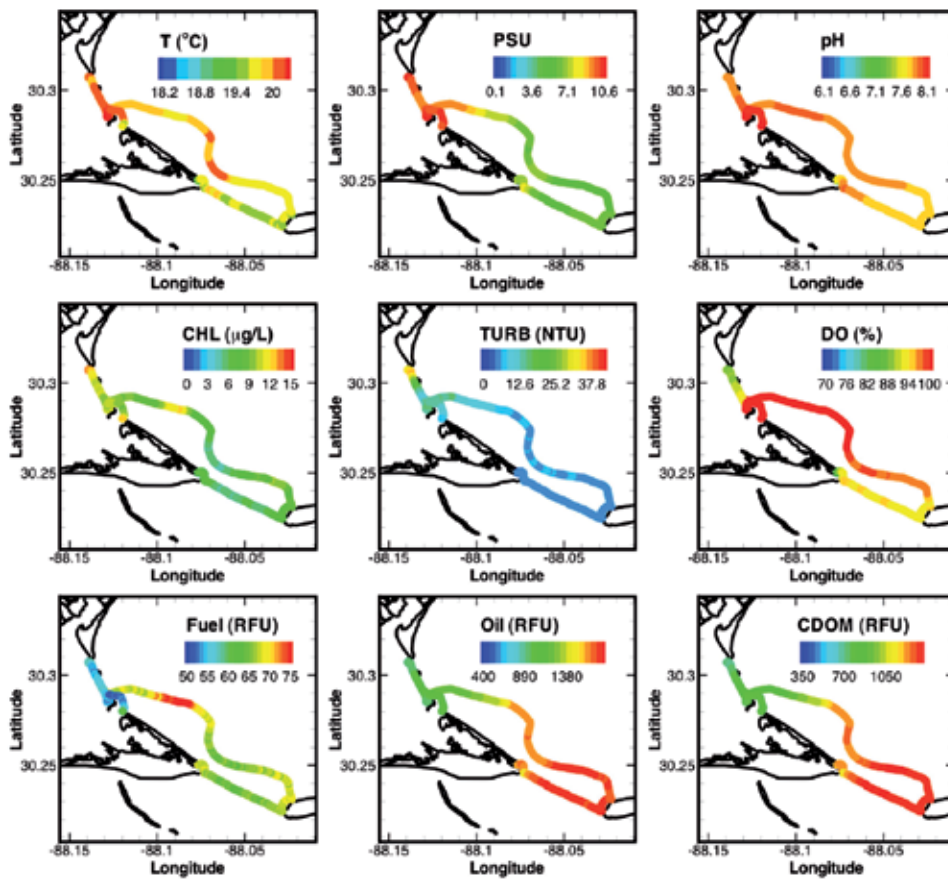 T (°C)
18.2 18.8 19.4 20
30.3
30.25
Latitude
-88.15 -88.1 -88.05
Longitude
PSU
0.1 3.6 7.1 10.6
30.3
30.25
Latitude
-88.15 -88.1 -88.05
Longitude
pH
6.1 6.6 7.1 7.6 8.1
30.3
30.25
Latitude
-88.15 -88.1 -88.05
Longitude
CHL (µg/L)
0 3 6 9 12 15
30.3
30.25
Latitude
-88.15 -88.1 -88.05
Longitude
TURB (NTU)
0 12.6 25.2 37.8
30.3
30.25
Latitude
-88.15 -88.1 -88.05
Longitude
DO (%)
70 76 82 88 94 100
30.3
30.25
Latitude
-88.15 -88.1 -88.05
Longitude
Fuel (RFU)
50 55 60 65 70 75
30.3
30.25
Latitude
-88.15 -88.1 -88.05
Longitude
Oil (RFU)
400 890 1380
30.3
30.25
Latitude
-88.15 -88.1 -88.05
Longitude
CDOM (RFU)
350 700 1050
30.3
30.25
Latitude
-88.15 -88.1 -88.05
Longitude